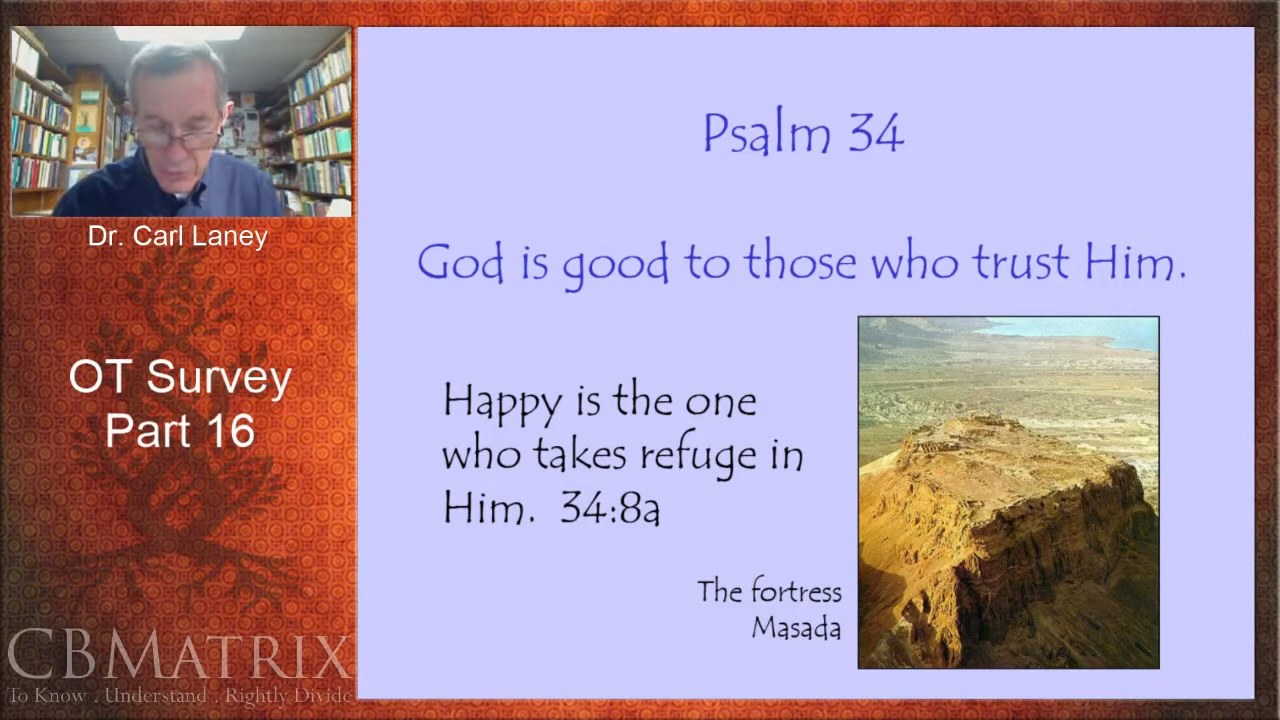 Dr. Carl Laney
OT Survey
Part 16
CBMATRIX
To Know . Understand . Rightly Divide
Psalm 34
God is good to those who trust Him.
Happy is the one
who takes refuge in
Him. 34:8a
The fortress
Masada